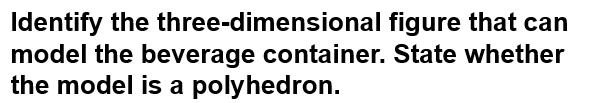 Identify the three-dimensional figure that can
model the beverage container. State whether
the model is a polyhedron.